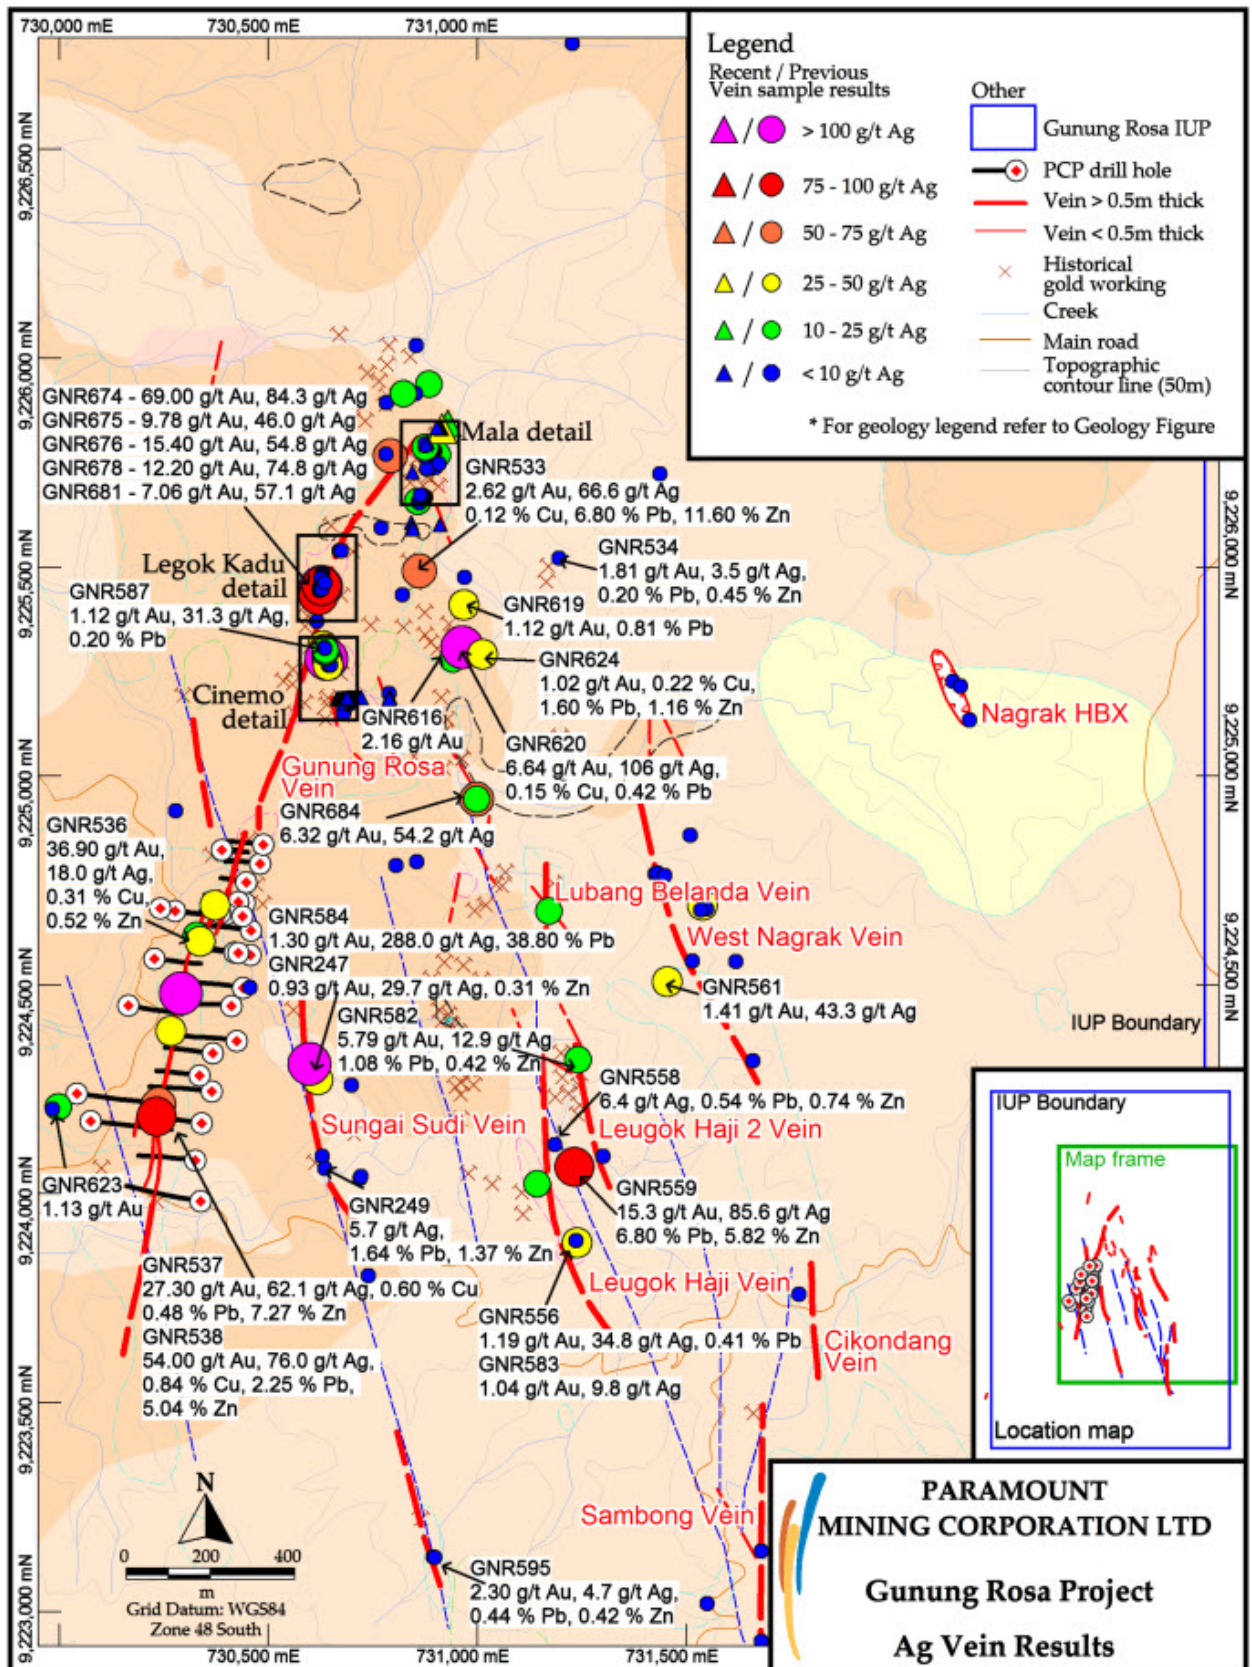 730,000 mE
730,500 mE
731,000 mE
Legend
Recent / Previous
Vein sample results
> 100 g/t Ag
75 - 100 g/t Ag
50 - 75 g/t Ag
25 - 50 g/t Ag
10 - 25 g/t Ag
< 10 g/t Ag
Other
Gunung Rosa IUP
PCP drill hole
Vein > 0.5m thick
Vein < 0.5m thick
Historical
gold working
Creek
Main road
Topographic
contour line (50m)
* For geology legend refer to Geology Figure
9,226,500 mN
9,226,000 mN
9,225,500 mN
9,225,000 mN
9,224,500 mN
9,224,000 mN
9,223,500 mN
9,223,000 mN
GNR674 - 69.00 g/t Au, 84.3 g/t Ag
GNR675 - 9.78 g/t Au, 46.0 g/t Ag
GNR676 - 15.40 g/t Au, 54.8 g/t Ag
GNR678 - 12.20 g/t Au, 74.8 g/t Ag
GNR681 - 7.06 g/t Au, 57.1 g/t Ag
Mala detail
GNR533
2.62 g/t Au, 66.6 g/t Ag
0.12 % Cu, 6.80 % Pb, 11.60 % Zn
GNR534
1.81 g/t Au, 3.5 g/t Ag,
0.20 % Pb, 0.45 % Zn
Legok Kadu
detail
GNR587
1.12 g/t Au, 31.3 g/t Ag,
0.20 % Pb
GNR619
1.12 g/t Au, 0.81 % Pb
GNR624
1.02 g/t Au, 0.22 % Cu,
1.60 % Pb, 1.16 % Zn
Cinemo
detail
GNR616
2.16 g/t Au
GNR620
6.64 g/t Au, 106 g/t Ag,
0.15 % Cu, 0.42 % Pb
Nagrak HBX
Gunung Rosa
Vein
GNR684
6.32 g/t Au, 54.2 g/t Ag
GNR536
36.90 g/t Au,
18.0 g/t Ag,
0.31 % Cu,
0.52 % Zn
Lubang Belanda Vein
West Nagrak Vein
GNR584
1.30 g/t Au, 288.0 g/t Ag, 38.80 % Pb
GNR247
0.93 g/t Au, 29.7 g/t Ag, 0.31 % Zn
GNR561
1.41 g/t Au, 43.3 g/t Ag
GNR582
5.79 g/t Au, 12.9 g/t Ag
1.08 % Pb, 0.42 % Zn
GNR558
6.4 g/t Ag, 0.54 % Pb, 0.74 % Zn
Sungai Sudi Vein
Leugok Haji 2 Vein
GNR623
1.13 g/t Au
GNR249
5.7 g/t Ag,
1.64 % Pb, 1.37 % Zn
GNR559
15.3 g/t Au, 85.6 g/t Ag
6.80 % Pb, 5.82 % Zn
GNR537
27.30 g/t Au, 62.1 g/t Ag, 0.60 % Cu
0.48 % Pb, 7.27 % Zn
GNR538
54.00 g/t Au, 76.0 g/t Ag,
0.84 % Cu, 2.25 % Pb,
5.04 % Zn
Leugok Haji Vein
GNR556
1.19 g/t Au, 34.8 g/t Ag, 0.41 % Pb
GNR583
1.04 g/t Au, 9.8 g/t Ag
Cikondang
Vein
Sambong Vein
GNR595
2.30 g/t Au, 4.7 g/t Ag,
0.44 % Pb, 0.42 % Zn
9,226,000 mN
9,225,500 mN
9,225,000 mN
9,224,500 mN
IUP Boundary
IUP Boundary
Map frame
Location map
N
0 200 400
m
Grid Datum: WGS84
Zone 48 South
730,500 mE
731,000 mE
731,500 mE
PARAMOUNT
MINING CORPORATION LTD
Gunung Rosa Project
Ag Vein Results